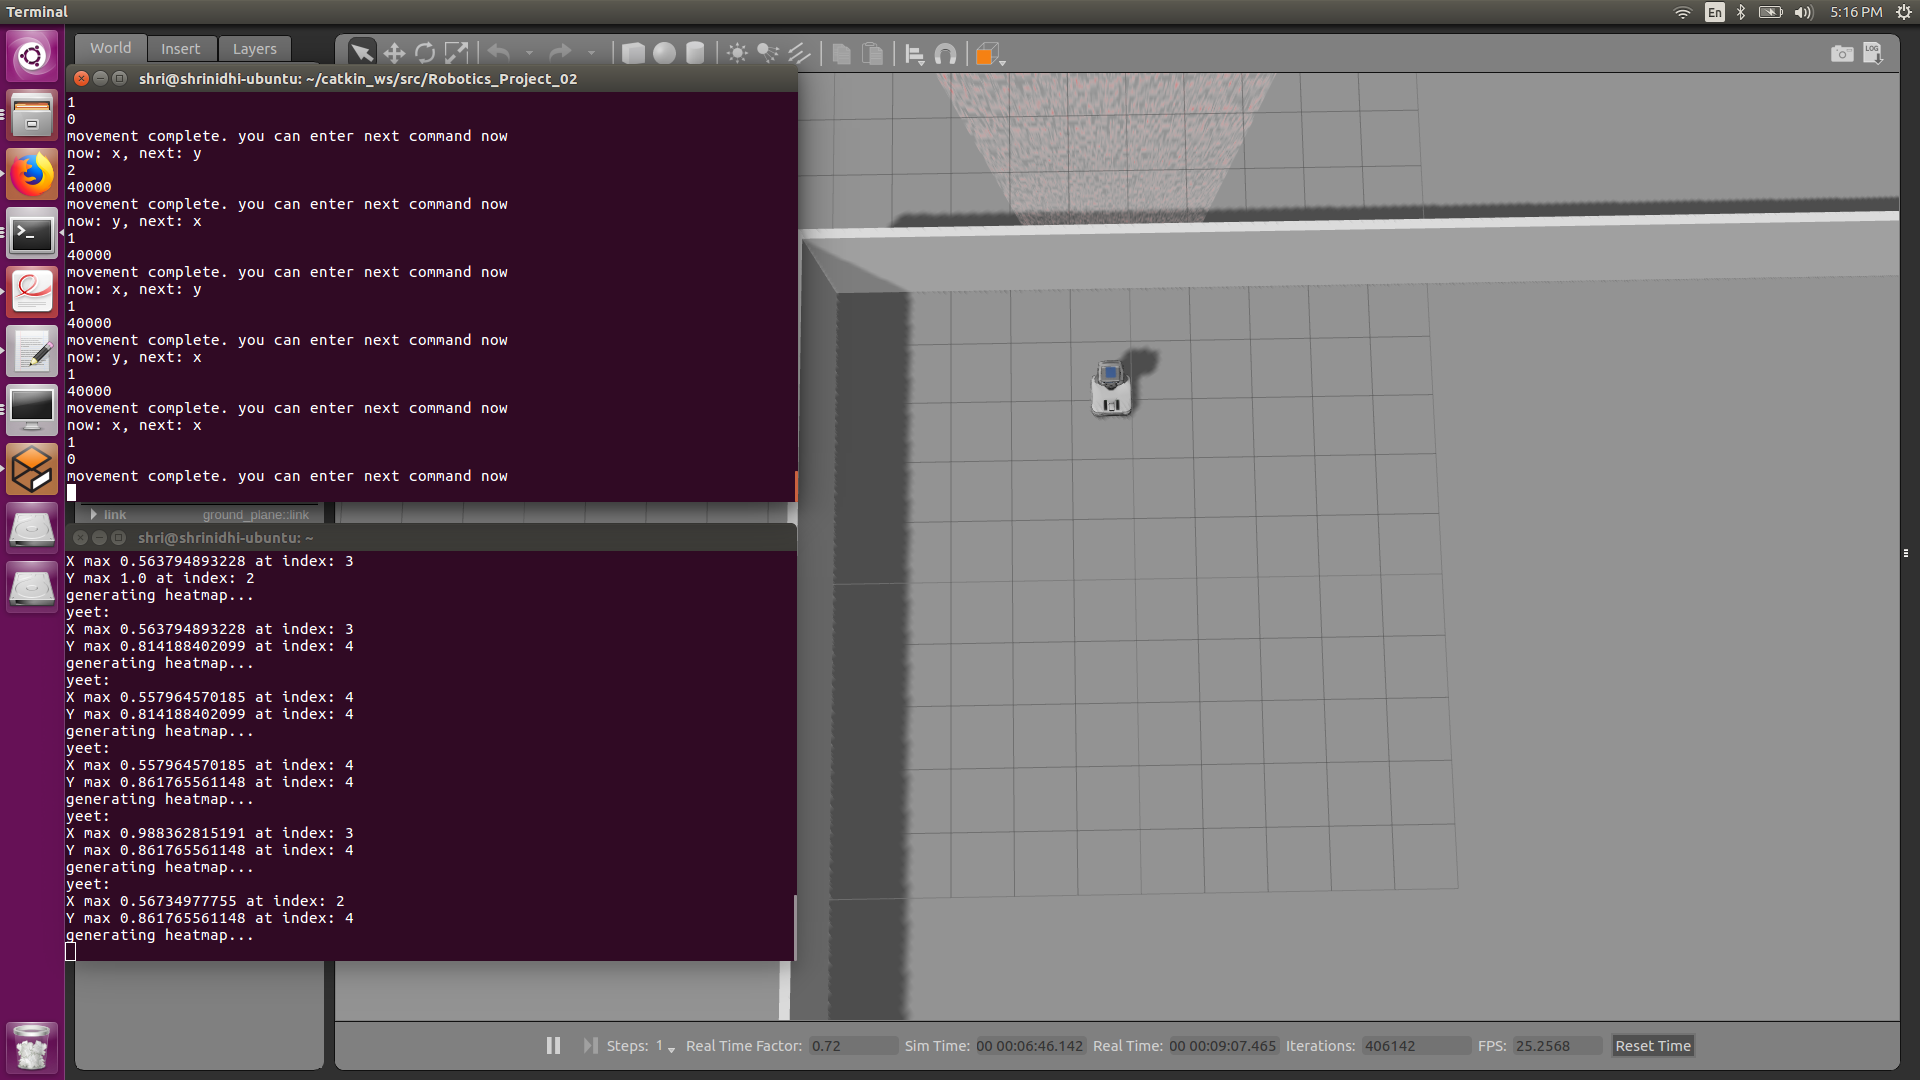 Terminal
En
5:16 PM
World
Insert
Layers
LOG
shri@shrinidhi-ubuntu: ~/catkin_ws/src/Robotics_Project_02
1
0
movement complete. you can enter next command now
now: x, next: y
2
40000
movement complete. you can enter next command now
now: y, next: x
1
40000
movement complete. you can enter next command now
now: x, next: y
1
40000
movement complete. you can enter next command now
now: y, next: x
1
40000
movement complete. you can enter next command now
now: x, next: x
1
0
movement complete. you can enter next command now
link
ground_plane::link
shri@shrinidhi-ubuntu: ~
X max 0.563794893228 at index: 3
Y max 1.0 at index: 2
generating heatmap...
yeet:
X max 0.563794893228 at index: 3
Y max 0.814188402099 at index: 4
generating heatmap...
yeet:
X max 0.557964570185 at index: 4
Y max 0.814188402099 at index: 4
generating heatmap...
yeet:
X max 0.557964570185 at index: 4
Y max 0.861765561148 at index: 4
generating heatmap...
yeet:
X max 0.988362815191 at index: 3
Y max 0.861765561148 at index: 4
generating heatmap...
yeet:
X max 0.56734977755 at index: 2
Y max 0.861765561148 at index: 4
generating heatmap...
Steps: 1 Real Time Factor: 0.72 Sim Time: 00 00:06:46.142 Real Time: 00 00:09:07.465 Iterations: 406142 FPS: 25.2568 Reset Time